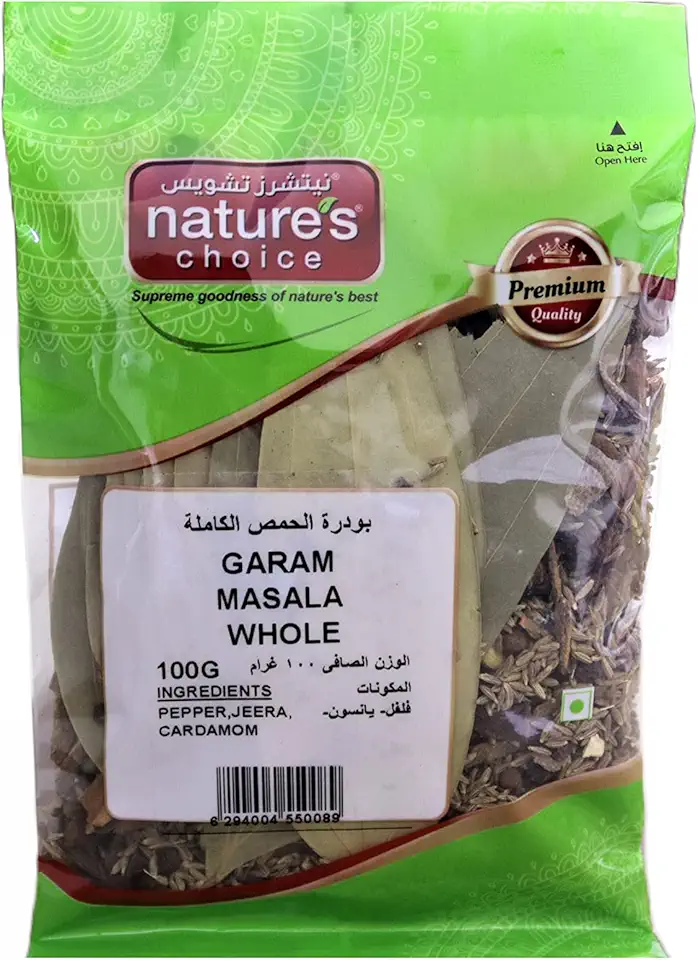 إفتح هنا
Open Here
نيتشرز تشويس®
nature's®
choice
Supreme goodness of nature's best
Premium
Quality
بودرة الحمص الكاملة
GARAM
MASALA
WHOLE
100G الوزن الصافى ١٠٠ غرام
INGREDIENTS المكونات
PEPPER,JEERA, فلفل- يانسون-
CARDAMOM
6 294004 550089